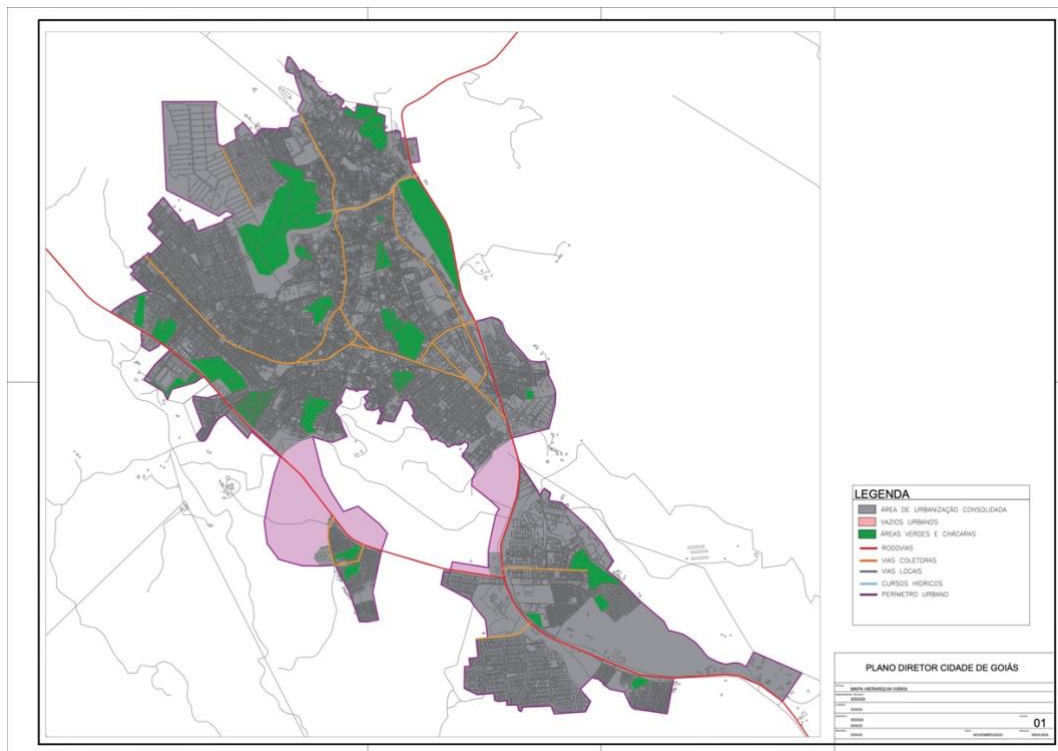 LEGENDA
ÁREA DE URBANIZAÇÃO CONSOLIDADA
VAZIOS URBANOS
ÁREAS VERDES E CHÁCARAS
RODOVIAS
VIAS COLETORAS
VIAS LOCAIS
CURSOS HÍDRICOS
PERÍMETRO URBANO
PLANO DIRETOR CIDADE DE GOIÁS
MAPA HIERARQUIA VIÁRIA
01